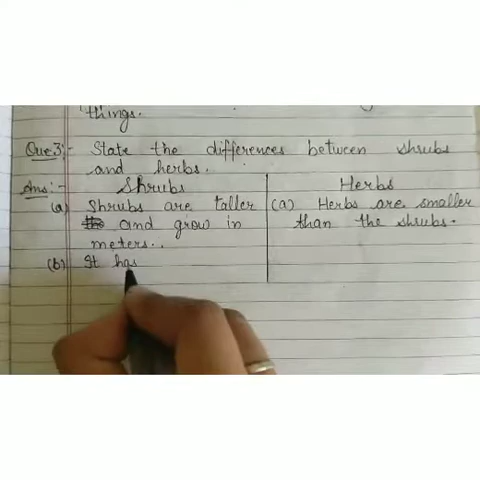 things.
Que3:- State the differences between shrubs
and herbs.
Ans:- Shrubs Herbs
(a) Shrubs are taller (a) Herbs are smaller
and grow in than the shrubs.
meters..
(b) It has